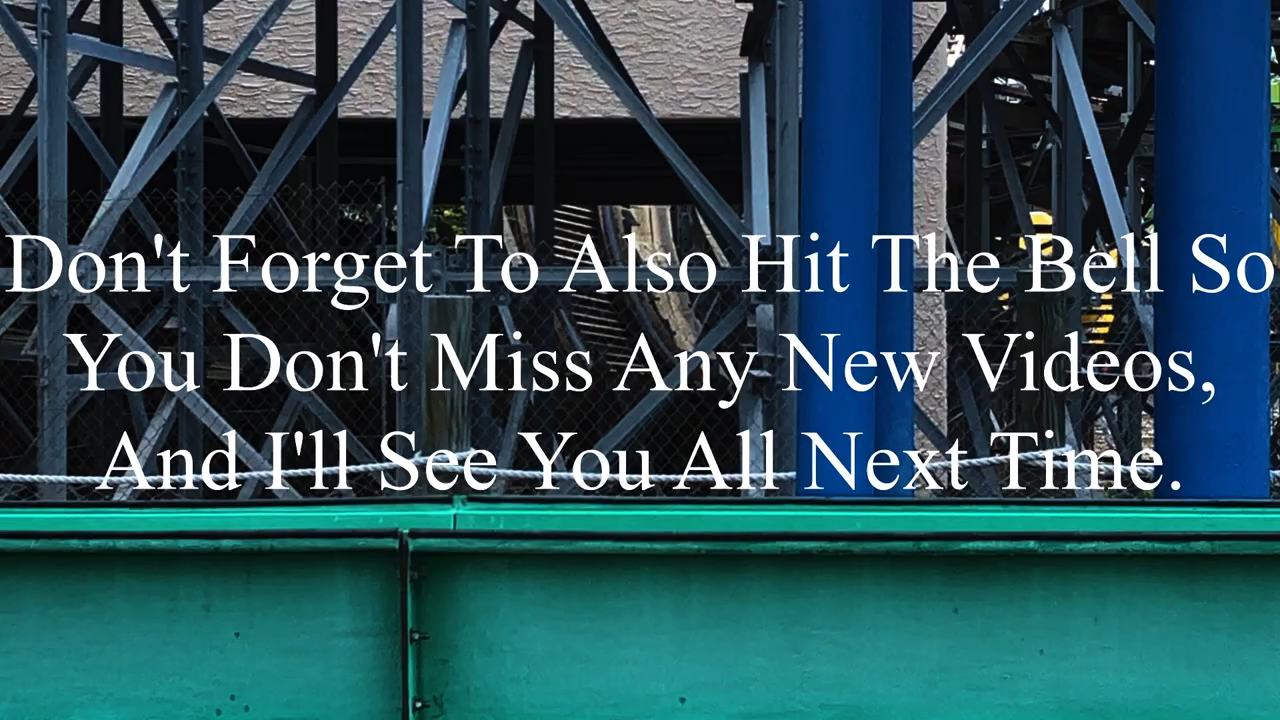 Don't Forget To Also Hit The Bell So
You Don't Miss Any New Videos,
And I'll See You All Next Time.